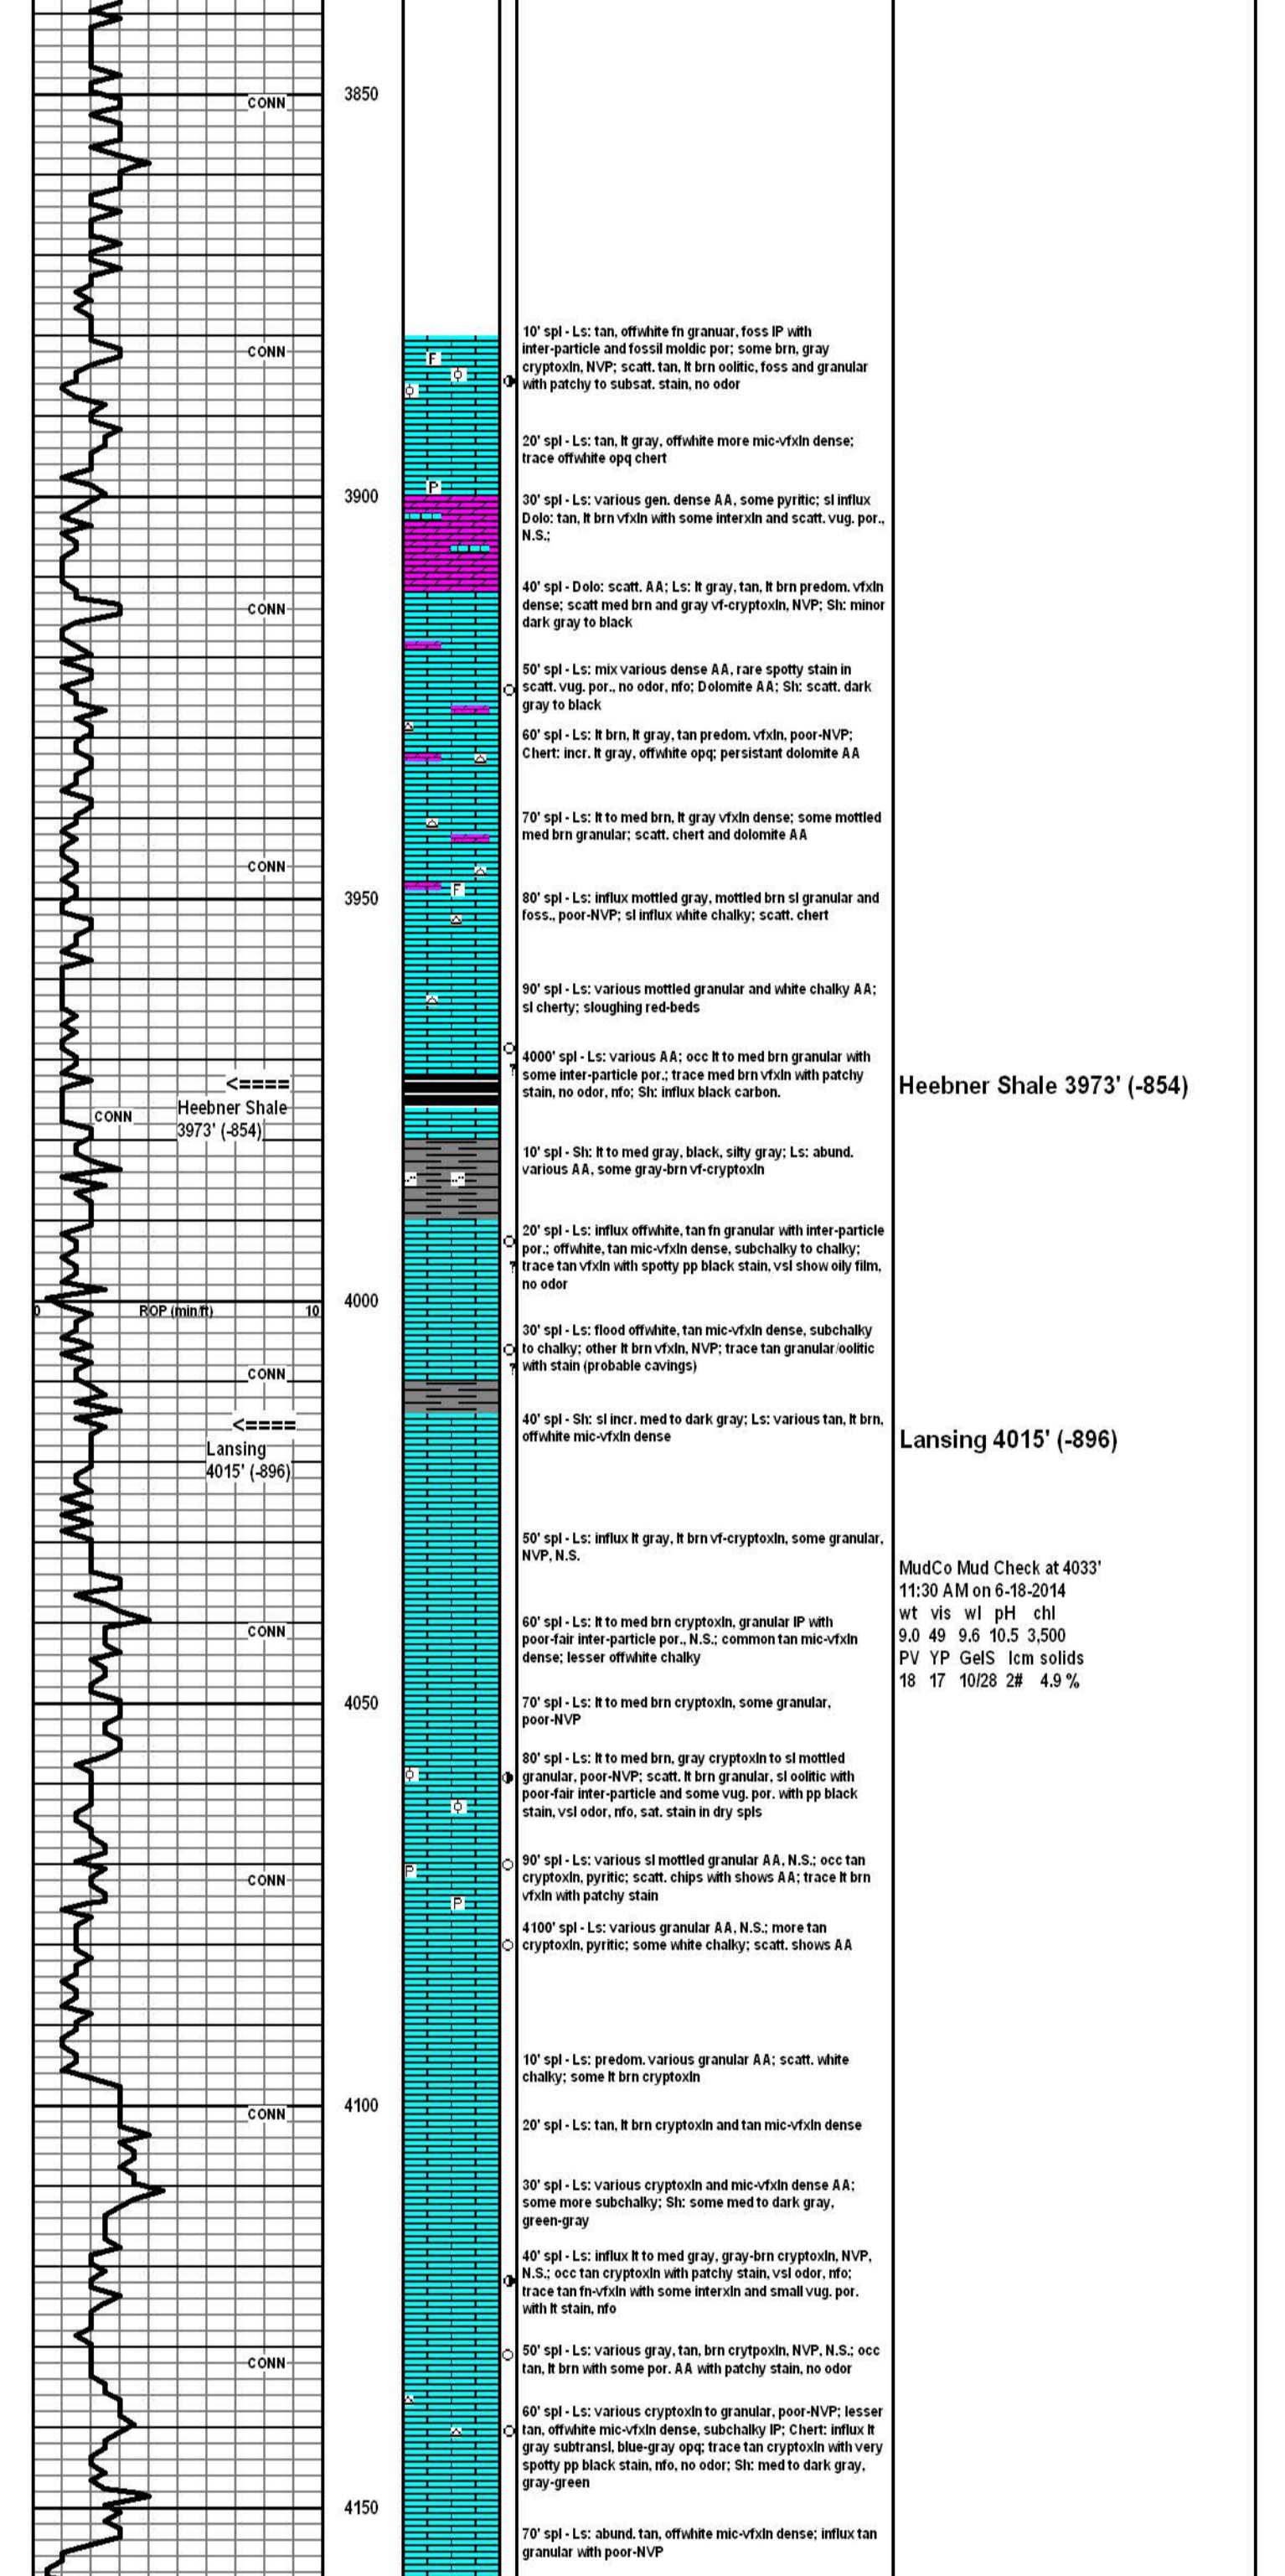 CONN
3850
10' spl - Ls: tan, offwhite fn granuar, foss IP with
inter-particle and fossil moldic por; some brn, gray
cryptoxln, NVP; scatt. tan, lt brn oolitic, foss and granular
with patchy to subsat. stain, no odor
CONN
F
20' spl - Ls: tan, lt gray, offwhite more mic-vfxln dense;
trace offwhite opq chert
P
3900
30' spl - Ls: various gen. dense AA, some pyritic; sl influx
Dolo: tan, lt brn vfxln with some interxln and scatt. vug. por.,
N.S.;
40' spl - Dolo: scatt. AA; Ls: lt gray, tan, lt brn predom. vfxln
dense; scatt med brn and gray vf-cryptoxln, NVP; Sh: minor
dark gray to black
CONN
50' spl - Ls: mix various dense AA, rare spotty stain in
scatt. vug. por., no odor, nfo; Dolomite AA; Sh: scatt. dark
gray to black
60' spl - Ls: lt brn, lt gray, tan predom. vfxln, poor-NVP;
Chert: incr. lt gray, offwhite opq; persistant dolomite AA
70' spl - Ls: lt to med brn, lt gray vfxln dense; some mottled
med brn granular; scatt. chert and dolomite AA
CONN
F
3950
80' spl - Ls: influx mottled gray, mottled brn sl granular and
foss., poor-NVP; sl influx white chalky; scatt. chert
90' spl - Ls: various mottled granular and white chalky AA;
sl cherty; sloughing red-beds
4000' spl - Ls: various AA; occ lt to med brn granular with
some inter-particle por.; trace med brn vfxln with patchy
stain, no odor, nfo; Sh: influx black carbon.
?
<====
Heebner Shale
3973' (-854)
Heebner Shale 3973' (-854)
CONN
10' spl - Sh: lt to med gray, black, silty gray; Ls: abund.
various AA, some gray-brn vf-cryptoxln
20' spl - Ls: influx offwhite, tan fn granular with inter-particle
por.; offwhite, tan mic-vfxln dense, subchalky to chalky;
trace tan vfxln with spotty pp black stain, vsl show oily film,
no odor
?
0 ROP (min/ft) 10
4000
30' spl - Ls: flood offwhite, tan mic-vfxln dense, subchalky
to chalky; other lt brn vfxln, NVP; trace tan granular/oolitic
with stain (probable cavings)
?
CONN
<====
Lansing
4015' (-896)
40' spl - Sh: sl incr. med to dark gray; Ls: various tan, lt brn,
offwhite mic-vfxln dense
Lansing 4015' (-896)
50' spl - Ls: influx lt gray, lt brn vf-cryptoxln, some granular,
NVP, N.S.
MudCo Mud Check at 4033'
11:30 AM on 6-18-2014
wt vis wl pH chl
9.0 49 9.6 10.5 3,500
PV YP GelS lcm solids
18 17 10/28 2# 4.9 %
CONN
60' spl - Ls: lt to med brn cryptoxln, granular IP with
poor-fair inter-particle por., N.S.; common tan mic-vfxln
dense; lesser offwhite chalky
4050
70' spl - Ls: lt to med brn cryptoxln, some granular,
poor-NVP
80' spl - Ls: lt to med brn, gray cryptoxln to sl mottled
granular, poor-NVP; scatt. lt brn granular, sl oolitic with
poor-fair inter-particle and some vug. por. with pp black
stain, vsl odor, nfo, sat. stain in dry spls
CONN
P
90' spl - Ls: various sl mottled granular AA, N.S.; occ tan
cryptoxln, pyritic; scatt. chips with shows AA; trace lt brn
vfxln with patchy stain
P
4100' spl - Ls: various granular AA, N.S.; more tan
cryptoxln, pyritic; some white chalky; scatt. shows AA
10' spl - Ls: predom. various granular AA; scatt. white
chalky; some lt brn cryptoxln
CONN
4100
20' spl - Ls: tan, lt brn cryptoxln and tan mic-vfxln dense
30' spl - Ls: various cryptoxln and mic-vfxln dense AA;
some more subchalky; Sh: some med to dark gray,
green-gray
40' spl - Ls: influx lt to med gray, gray-brn cryptoxln, NVP,
N.S.; occ tan cryptoxln with patchy stain, vsl odor, nfo;
trace tan fn-vfxln with some interxln and small vug. por.
with lt stain, nfo
CONN
50' spl - Ls: various gray, tan, brn crytpoxln, NVP, N.S.; occ
tan, lt brn with some por. AA with patchy stain, no odor
60' spl - Ls: various cryptoxln to granular, poor-NVP; lesser
tan, offwhite mic-vfxln dense, subchalky IP; Chert: influx lt
gray subtransl, blue-gray opq; trace tan cryptoxln with very
spotty pp black stain, nfo, no odor; Sh: med to dark gray,
gray-green
4150
70' spl - Ls: abund. tan, offwhite mic-vfxln dense; influx tan
granular with poor-NVP